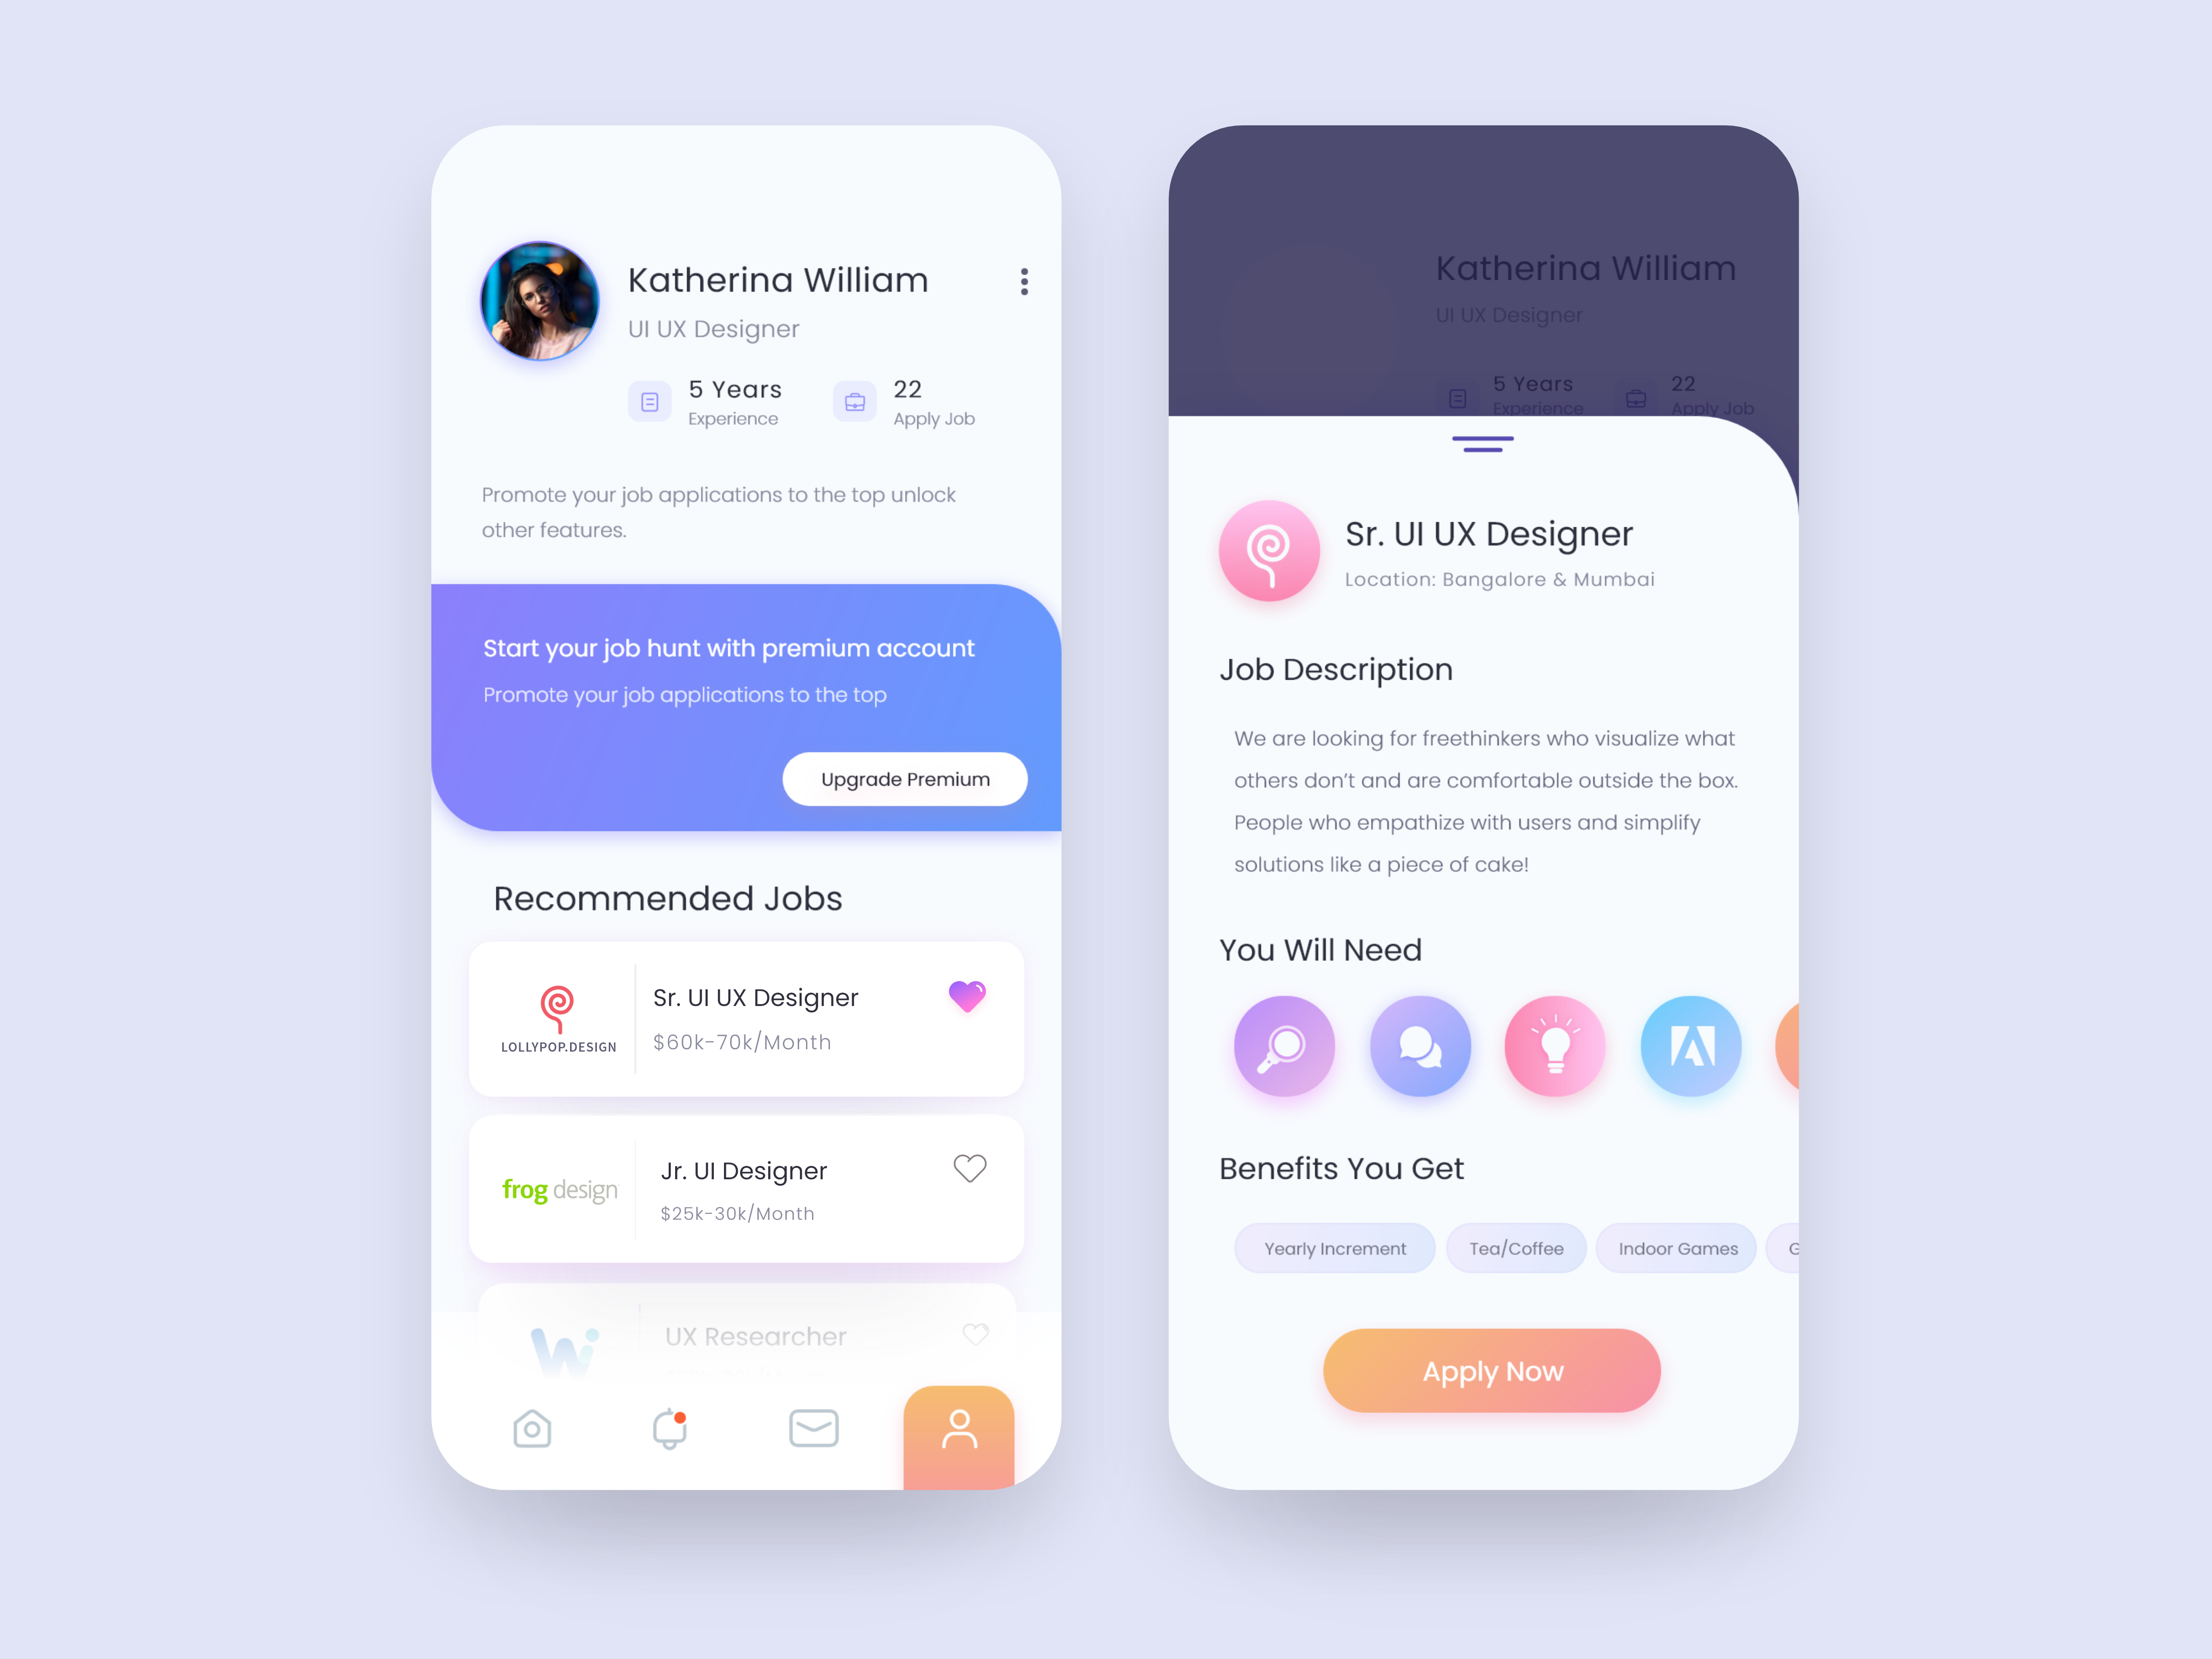 Katherina William
UI UX Designer
5 Years
Experience
22
Apply Job
Promote your job applications to the top unlock
other features.
Start your job hunt with premium account
Promote your job applications to the top
Upgrade Premium
Recommended Jobs
LOLLYPOP.DESIGN
Sr. UI UX Designer
$60k-70k/Month
frog design
Jr. UI Designer
$25k-30k/Month
UX Researcher
Katherina William
UI UX Designer
5 Years
Experience
22
Apply Job
Sr. UI UX Designer
Location: Bangalore & Mumbai
Job Description
We are looking for freethinkers who visualize what
others don't and are comfortable outside the box.
People who empathize with users and simplify
solutions like a piece of cake!
You Will Need
Benefits You Get
Yearly Increment
Tea/Coffee
Indoor Games
Apply Now